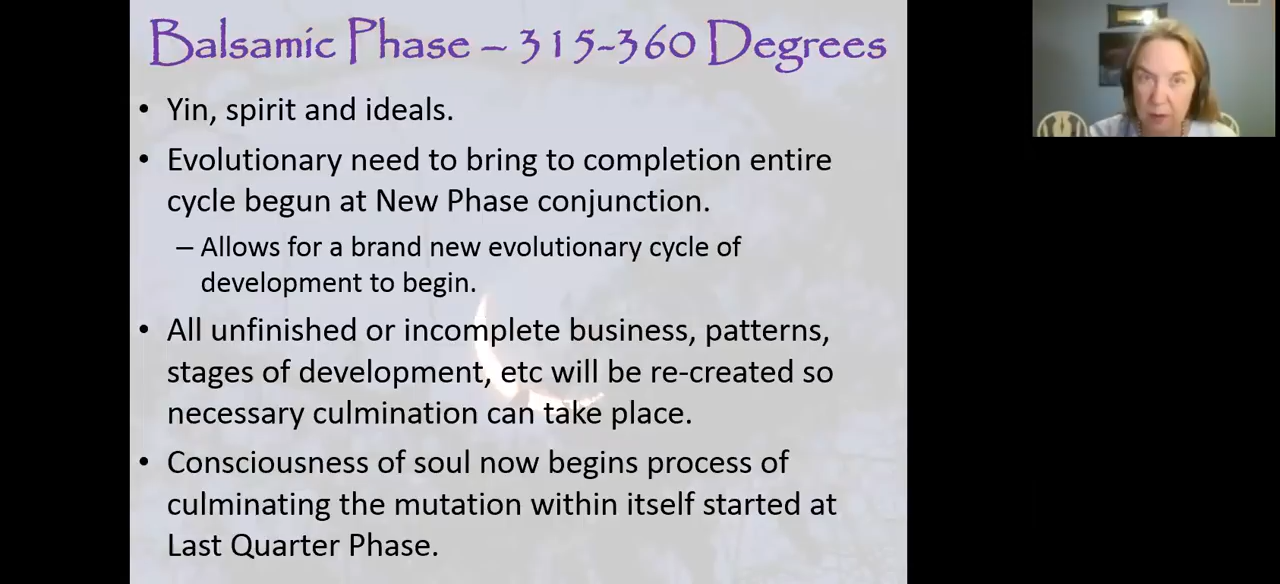 Balsamic Phase – 315-360 Degrees
• Yin, spirit and ideals.
• Evolutionary need to bring to completion entire
cycle begun at New Phase conjunction.
– Allows for a brand new evolutionary cycle of
development to begin.
• All unfinished or incomplete business, patterns,
stages of development, etc will be re-created so
necessary culmination can take place.
• Consciousness of soul now begins process of
culminating the mutation within itself started at
Last Quarter Phase.